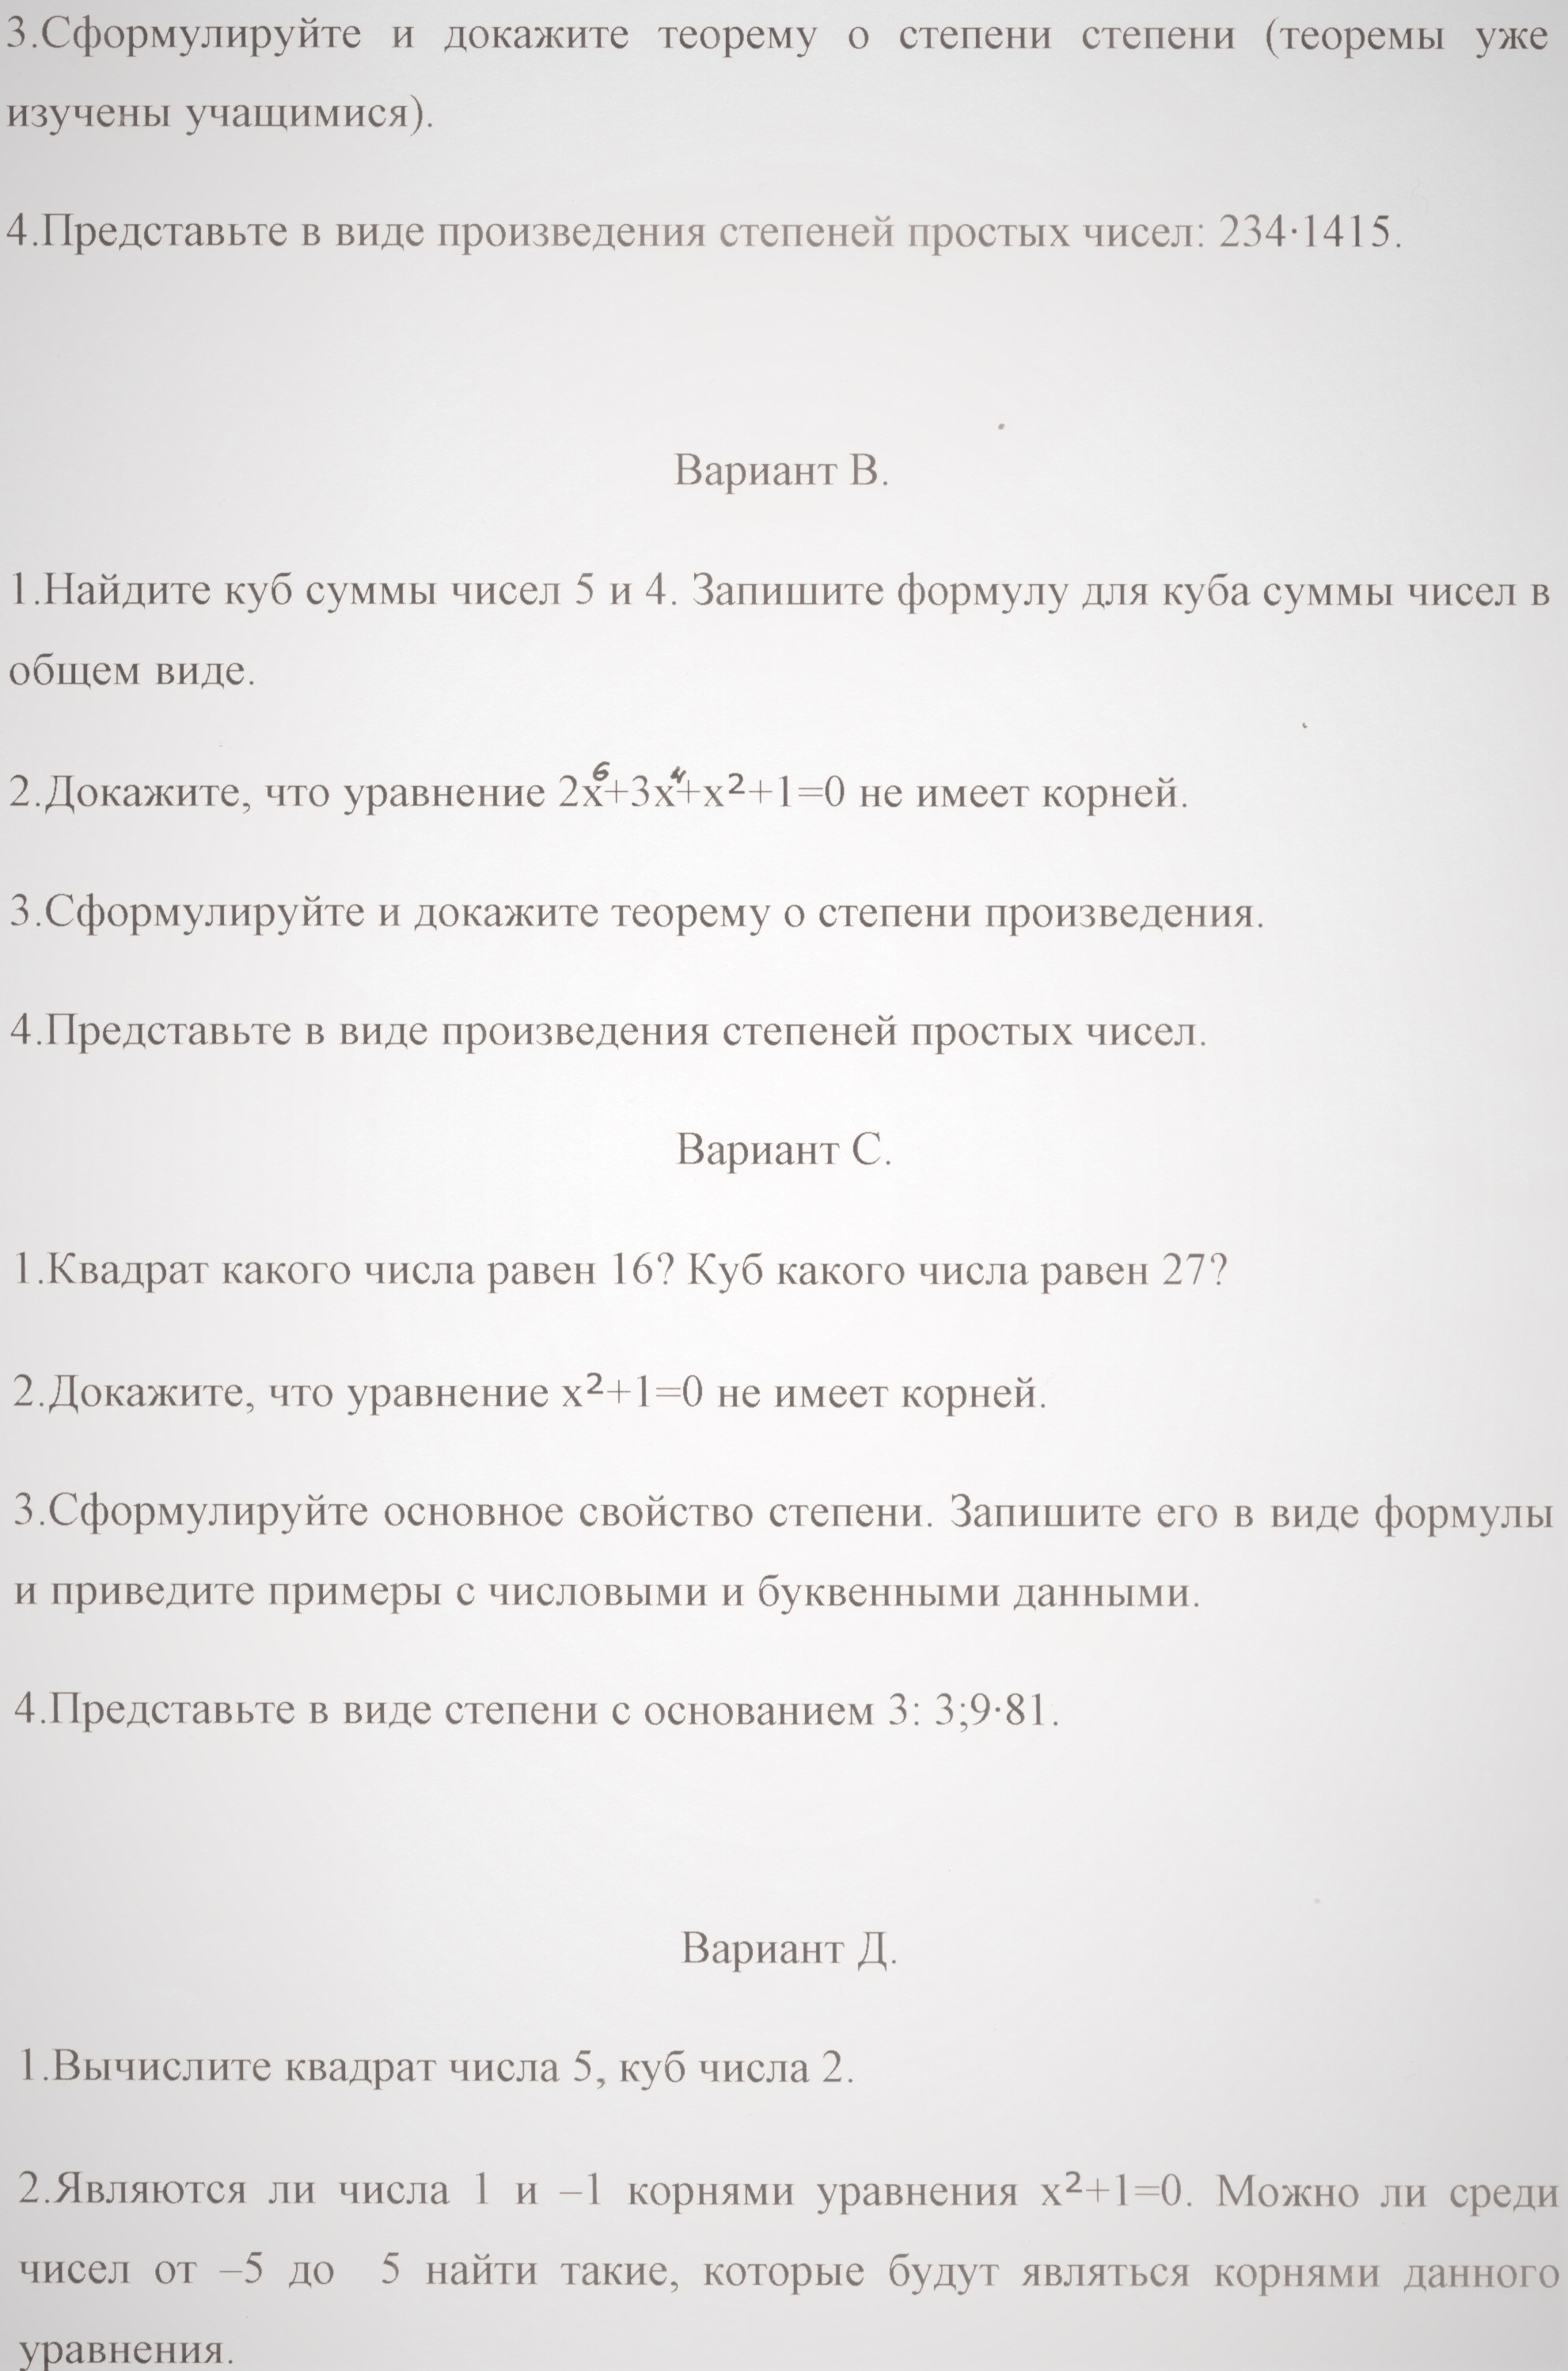 3.Сформулируйте и докажите теорему о степени степени (теоремы уже
изучены учащимися).
4.Представьте в виде произведения степеней простых чисел: 234·1415.
Вариант В.
1.Найдите куб суммы чисел 5 и 4. Запишите формулу для куба суммы чисел в
общем виде.
2.Докажите, что уравнение 2x⁶+3x⁴+x²+1=0 не имеет корней.
3.Сформулируйте и докажите теорему о степени произведения.
4.Представьте в виде произведения степеней простых чисел.
Вариант С.
1.Квадрат какого числа равен 16? Куб какого числа равен 27?
2.Докажите, что уравнение x²+1=0 не имеет корней.
3.Сформулируйте основное свойство степени. Запишите его в виде формулы
и приведите примеры с числовыми и буквенными данными.
4.Представьте в виде степени с основанием 3: 3;9·81.
Вариант Д.
1.Вычислите квадрат числа 5, куб числа 2.
2.Являются ли числа 1 и –1 корнями уравнения x²+1=0. Можно ли среди
чисел от –5 до 5 найти такие, которые будут являться корнями данного
уравнения.